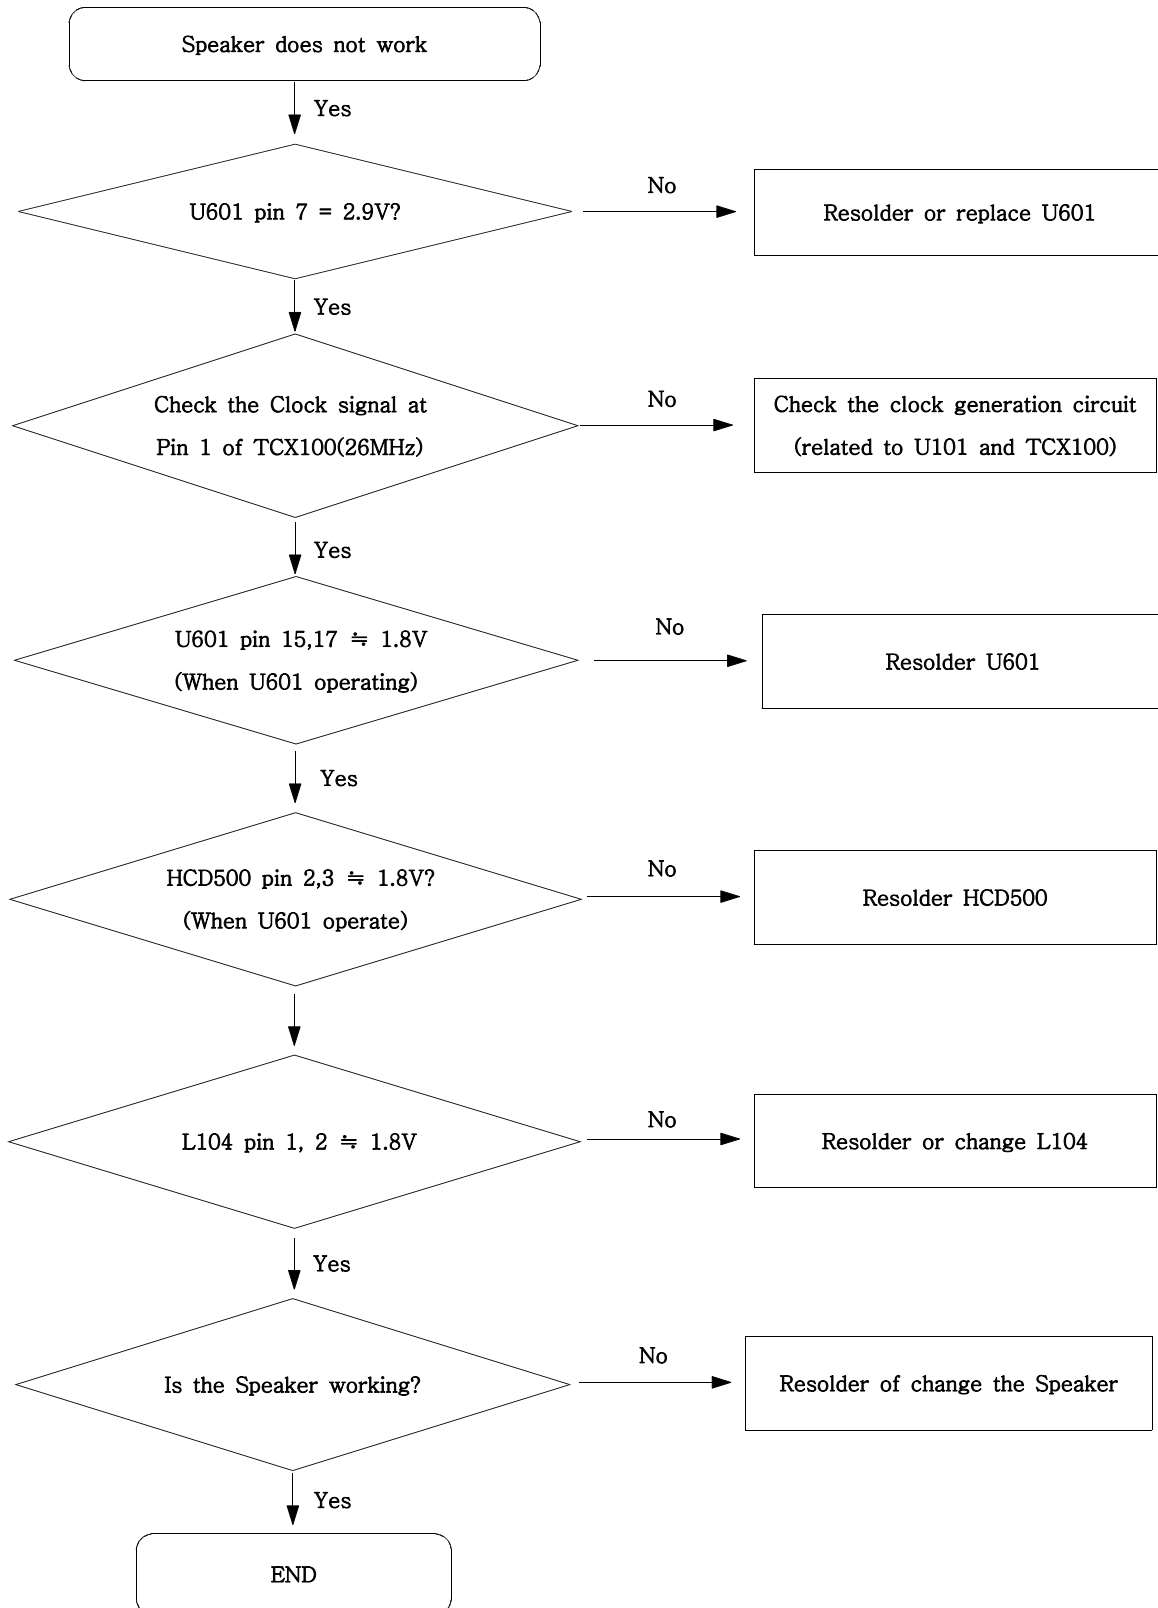 Speaker does not work
Yes
U601 pin 7 = 2.9V?
No
Resolder or replace U601
Yes
Check the Clock signal at
Pin 1 of TCX100(26MHz)
No
Check the clock generation circuit
(related to U101 and TCX100)
Yes
U601 pin 15,17 ≒ 1.8V
(When U601 operating)
No
Resolder U601
Yes
HCD500 pin 2,3 ≒ 1.8V?
(When U601 operate)
No
Resolder HCD500
L104 pin 1, 2 ≒ 1.8V
No
Resolder or change L104
Yes
Is the Speaker working?
No
Resolder of change the Speaker
Yes
END